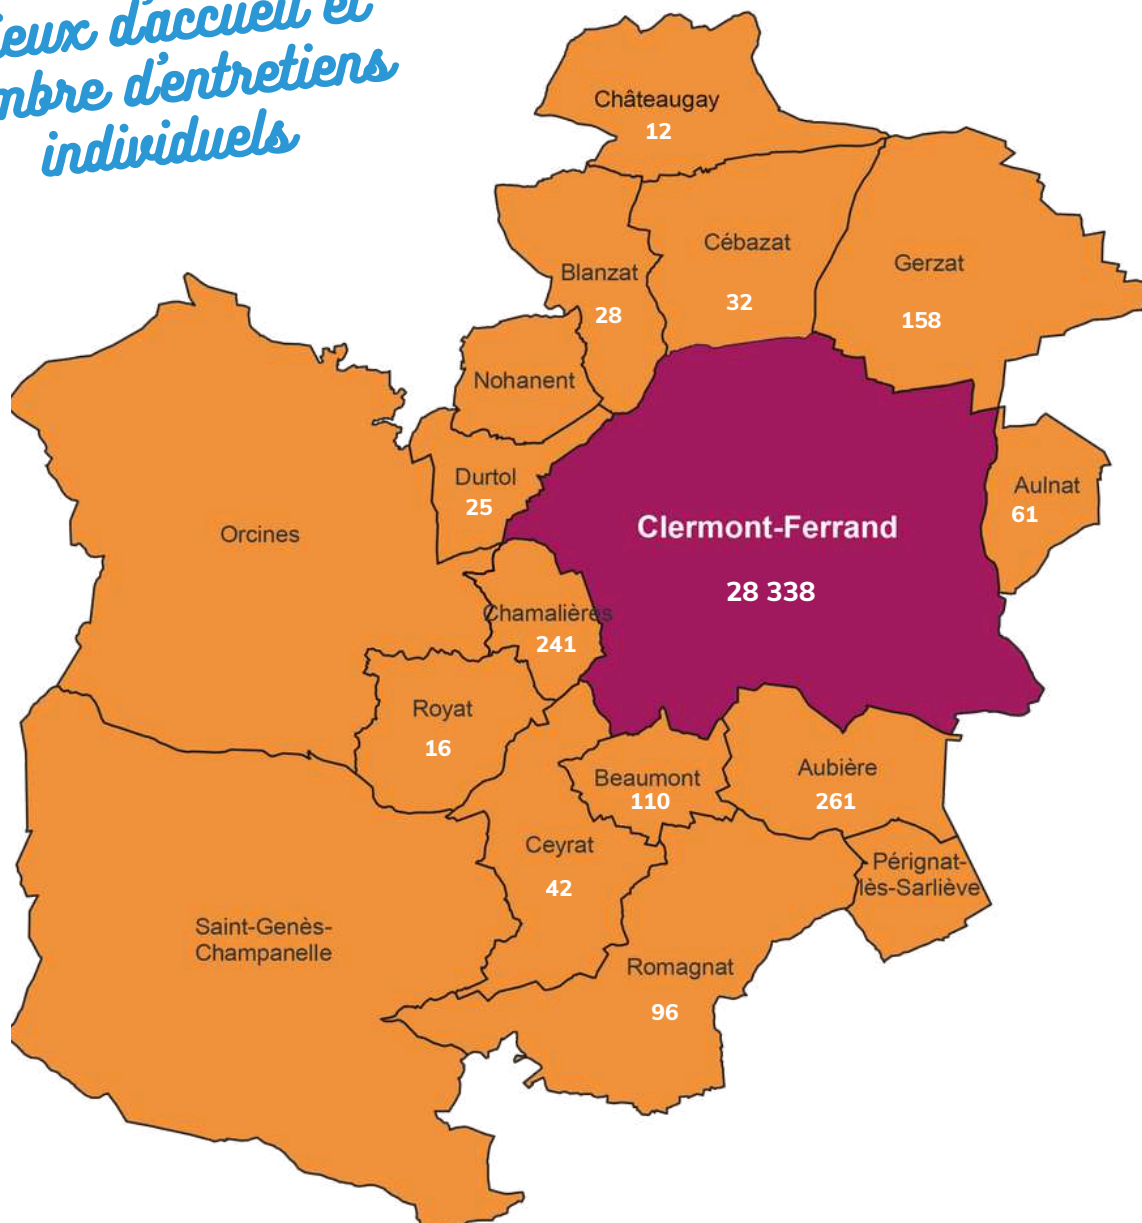 d'accueil et
d'entretiens
individuels
Châteaugay
12
Cébazat
32
Gerzat
158
Blanzat
28
Nohanent
Durtol
25
Aulnat
61
Orcines
Clermont-Ferrand
28 338
Chamalières
241
Royat
16
Beaumont
110
Aubière
261
Ceyrat
42
Pérignat-
lès-Sarliève
Saint-Genès-
Champanelle
Romagnat
96